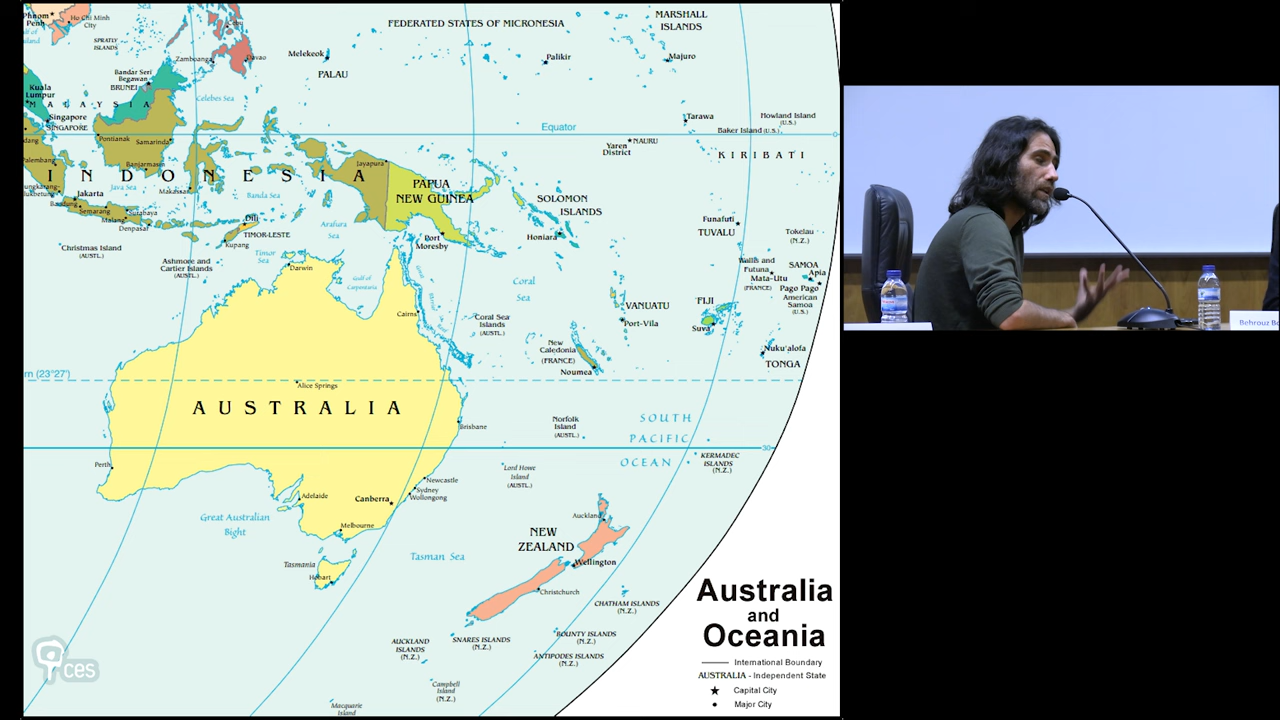 Phnom
Penh
Ho Chi Minh
City
Sea
SPRATLY
ISLANDS
Zamboanga
Davao
Melekeok
PALAU
FEDERATED STATES OF MICRONESIA
Palikir
MARSHALL
ISLANDS
Majuro
Bandar Seri
Begawan
BRUNEI
Kuala
Lumpur
MALAYSIA
Celebes Sea
Singapore
SINGAPORE
Equator
0
Tarawa
Howland Island
(U.S.)
Baker Island (U.S.)
NAURU
Yaren
District
KIRIBATI
Pontianak
Samarinda
Palembang
Banjarmasin
INDONESIA
Jayapura
PAPUA
NEW GUINEA
Java Sea
Makassar
Banda Sea
Jakarta
Bandung
Semarang
Surabaya
Malang
Denpasar
Dili
TIMOR-LESTE
Kupang
Arafura
Sea
Timor
Sea
Port
Moresby
SOLOMON
ISLANDS
Honiara
Funafuti
TUVALU
Tokelau
(N.Z.)
Christmas Island
(AUSTL.)
Ashmore and
Cartier Islands
(AUSTL.)
Darwin
Gulf of
Carpentaria
Coral
Sea
Wallis and
Futuna
Mata-Utu
(FRANCE)
SAMOA
Apia
Pago Pago
American
Samoa
(U.S.)
Cairns
Coral Sea
Islands
(AUSTL.)
VANUATU
Port-Vila
FIJI
Suva
New
Caledonia
(FRANCE)
Noumea
Nuku'alofa
TONGA
(23°27')
Alice Springs
AUSTRALIA
Brisbane
Norfolk
Island
(AUSTL.)
SOUTH
PACIFIC
OCEAN
30
KERMADEC
ISLANDS
(N.Z.)
Perth
Lord Howe
Island
(AUSTL.)
Adelaide
Canberra
Newcastle
Sydney
Wollongong
Great Australian
Bight
Melbourne
Tasmania
Hobart
Tasman Sea
NEW
ZEALAND
Auckland
Wellington
Christchurch
CHATHAM ISLANDS
(N.Z.)
AUCKLAND
ISLANDS
(N.Z.)
SNARES ISLANDS
(N.Z.)
BOUNTY ISLANDS
(N.Z.)
ANTIPODES ISLANDS
(N.Z.)
Campbell
Island
(N.Z.)
Macquarie
Island
Australia
and
Oceania
International Boundary
AUSTRALIA - Independent State
Capital City
Major City
ces
Behrouz Bo